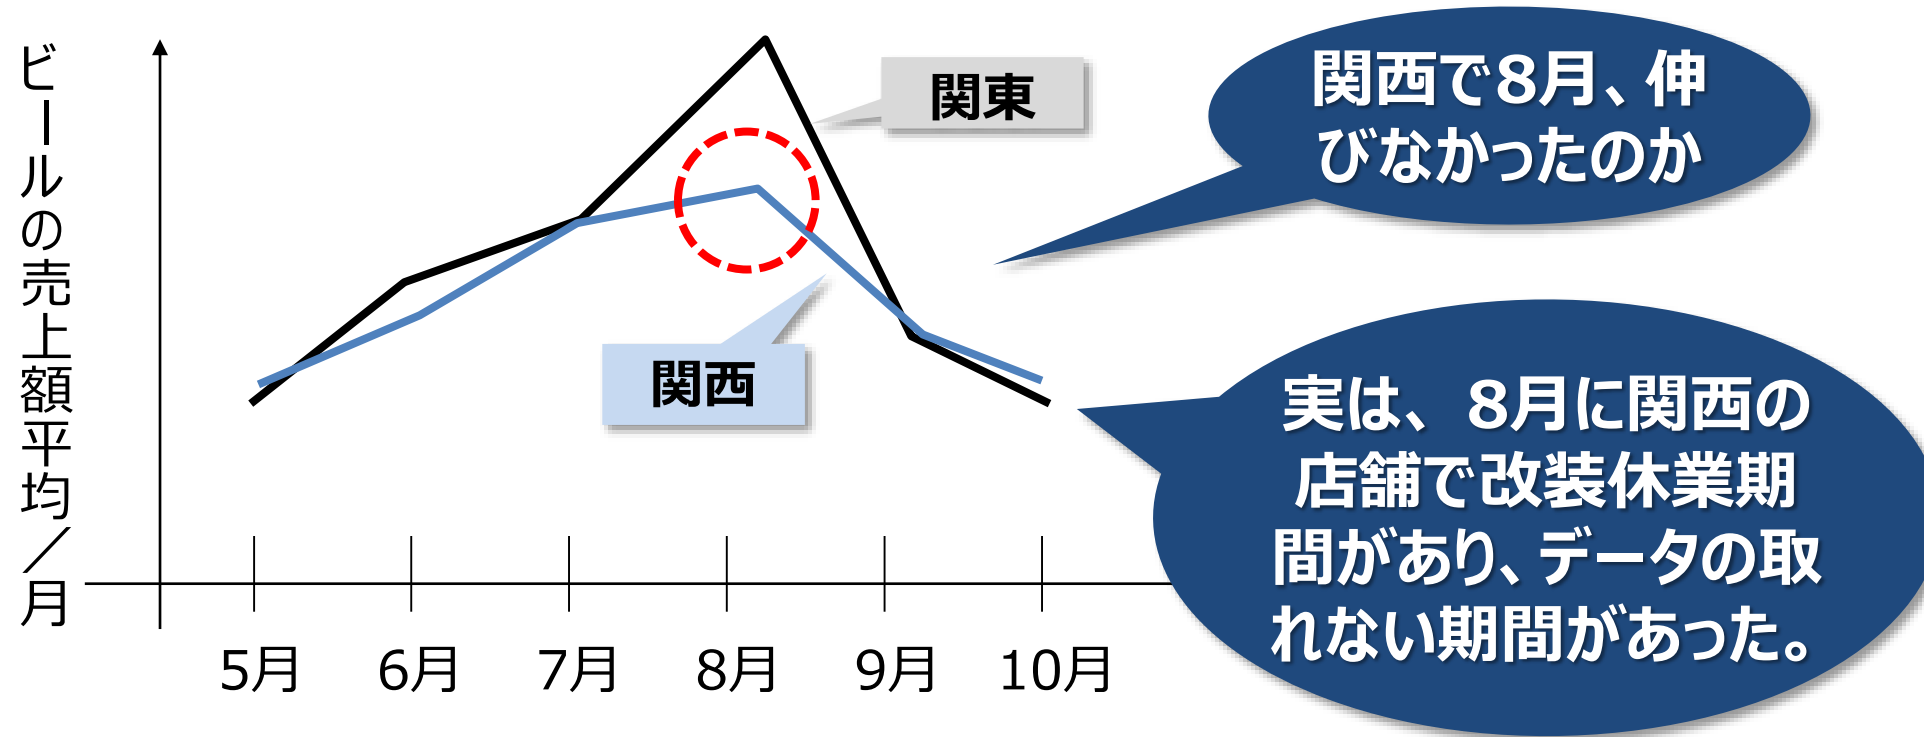 ビールの売上額平均／月
関東
関西
関西で8月、伸
びなかったのか
実は、8月に関西の
店舗で改装休業期
間があり、データの取
れない期間があった。
5月 6月 7月 8月 9月 10月